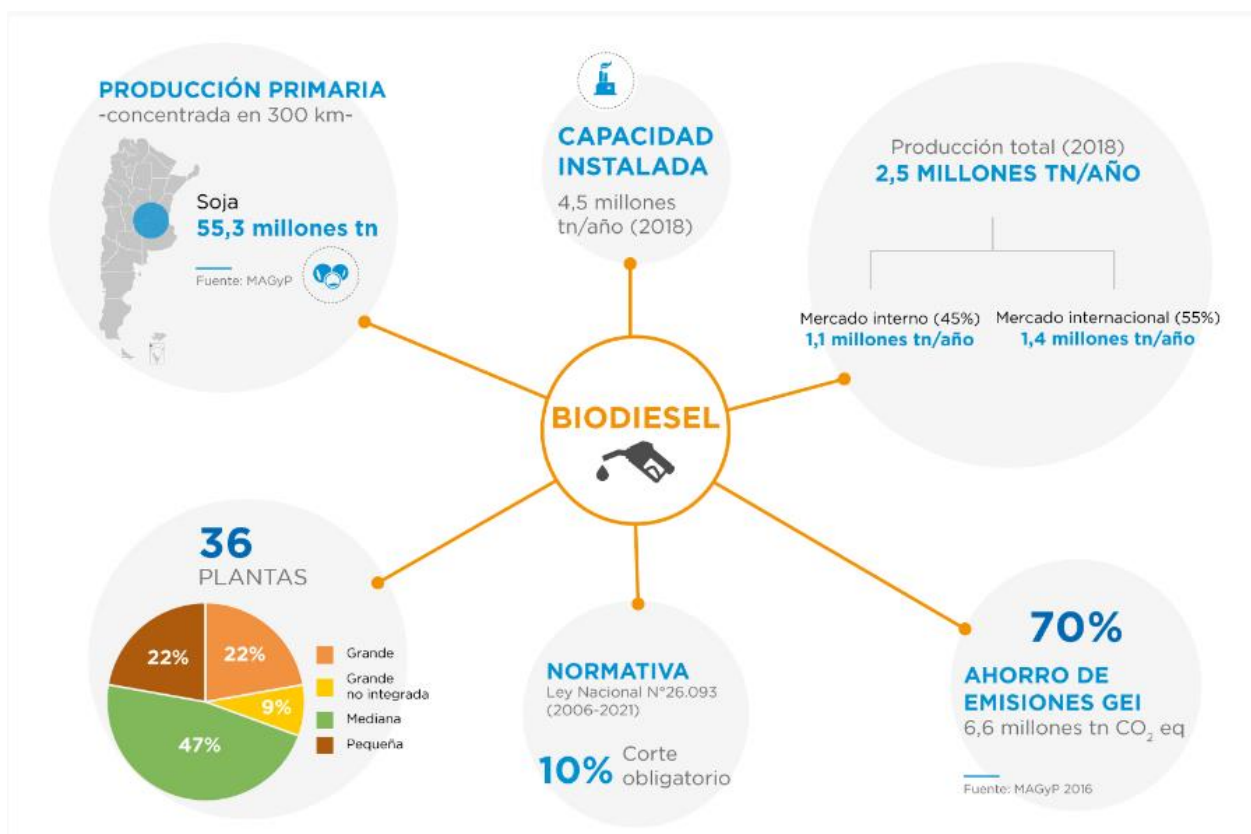 PRODUCCIÓN PRIMARIA
-concentrada en 300 km-
Soja
55,3 millones tn
Fuente: MAGyP
CAPACIDAD
INSTALADA
4,5 millones
tn/año (2018)
Producción total (2018)
2,5 MILLONES TN/AÑO
Mercado interno (45%)
1,1 millones tn/año
Mercado internacional (55%)
1,4 millones tn/año
BIODIESEL
36
PLANTAS
22%
22%
9%
47%
Grande
Grande
no integrada
Mediana
Pequeña
NORMATIVA
Ley Nacional N°26.093
(2006-2021)
10% Corte
obligatorio
70%
AHORRO DE
EMISIONES GEI
6,6 millones tn CO₂ eq
Fuente: MAGyP 2016